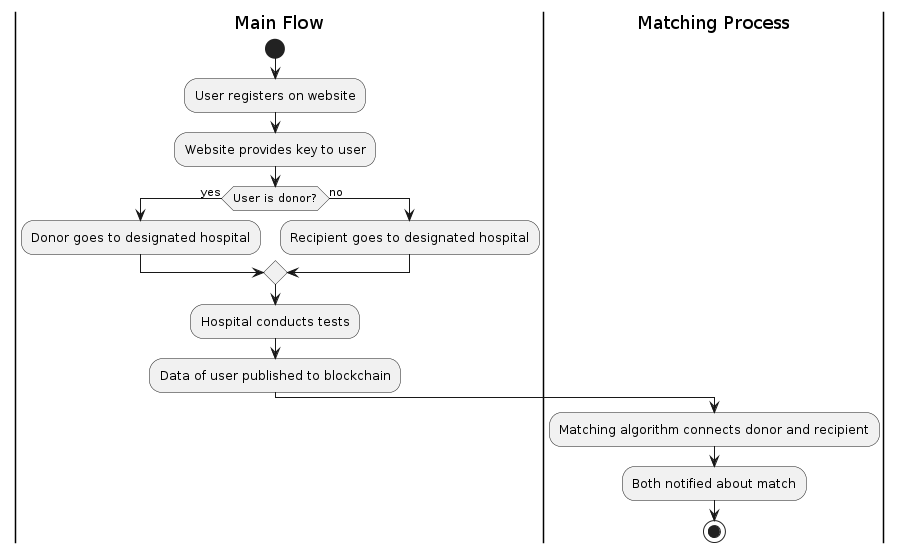 Main Flow
Matching Process
User registers on website
Website provides key to user
yes
User is donor?
no
Donor goes to designated hospital
Recipient goes to designated hospital
Hospital conducts tests
Data of user published to blockchain
Matching algorithm connects donor and recipient
Both notified about match